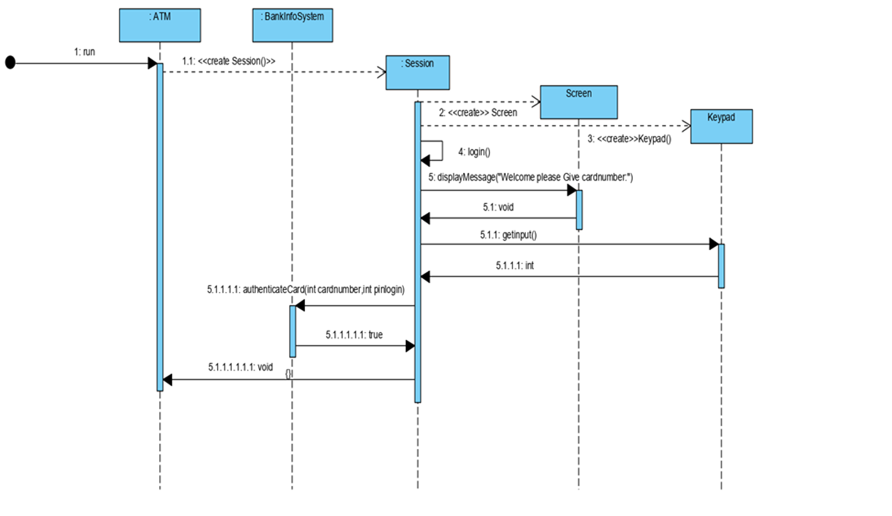 : ATM
: BankInfoSystem
1: run
1.1: <<create Session()>>
: Session
Screen
2: <<create>> Screen
Keypad
3: <<create>>Keypad()
4: login()
5: displayMessage("Welcome please Give cardnumber:")
5.1: void
5.1.1: getinput()
5.1.1.1: int
5.1.1.1.1: authenticateCard(int cardnumber,int pinlogin)
5.1.1.1.1.1: true
5.1.1.1.1.1.1: void
{}